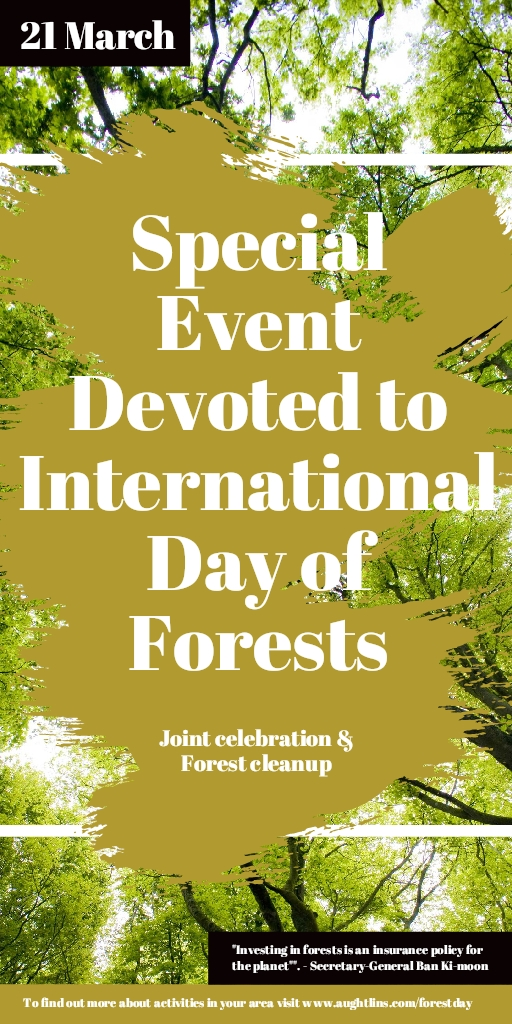 21 March
Special
Event
Devoted to
International
Day of
Forests
Joint celebration &
Forest cleanup
"Investing in forests is an insurance policy for
the planet"". - Secretary-General Ban Ki-moon
To find out more about activities in your area visit www.aughtlins.com/forestday